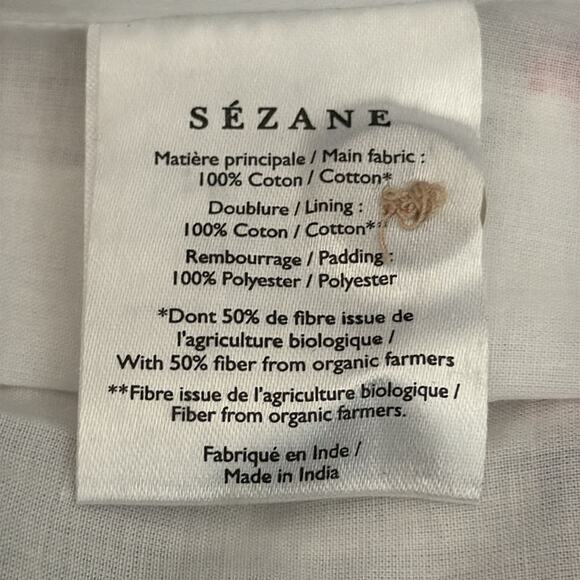 SÉZANE
Matière principale / Main fabric :
100% Coton / Cotton*
Doublure / Lining :
100% Coton / Cotton**
Rembourrage / Padding :
100% Polyester / Polyester
*Dont 50% de fibre issue de
l'agriculture biologique /
With 50% fiber from organic farmers
**Fibre issue de l'agriculture biologique /
Fiber from organic farmers.
Fabriqué en Inde /
Made in India